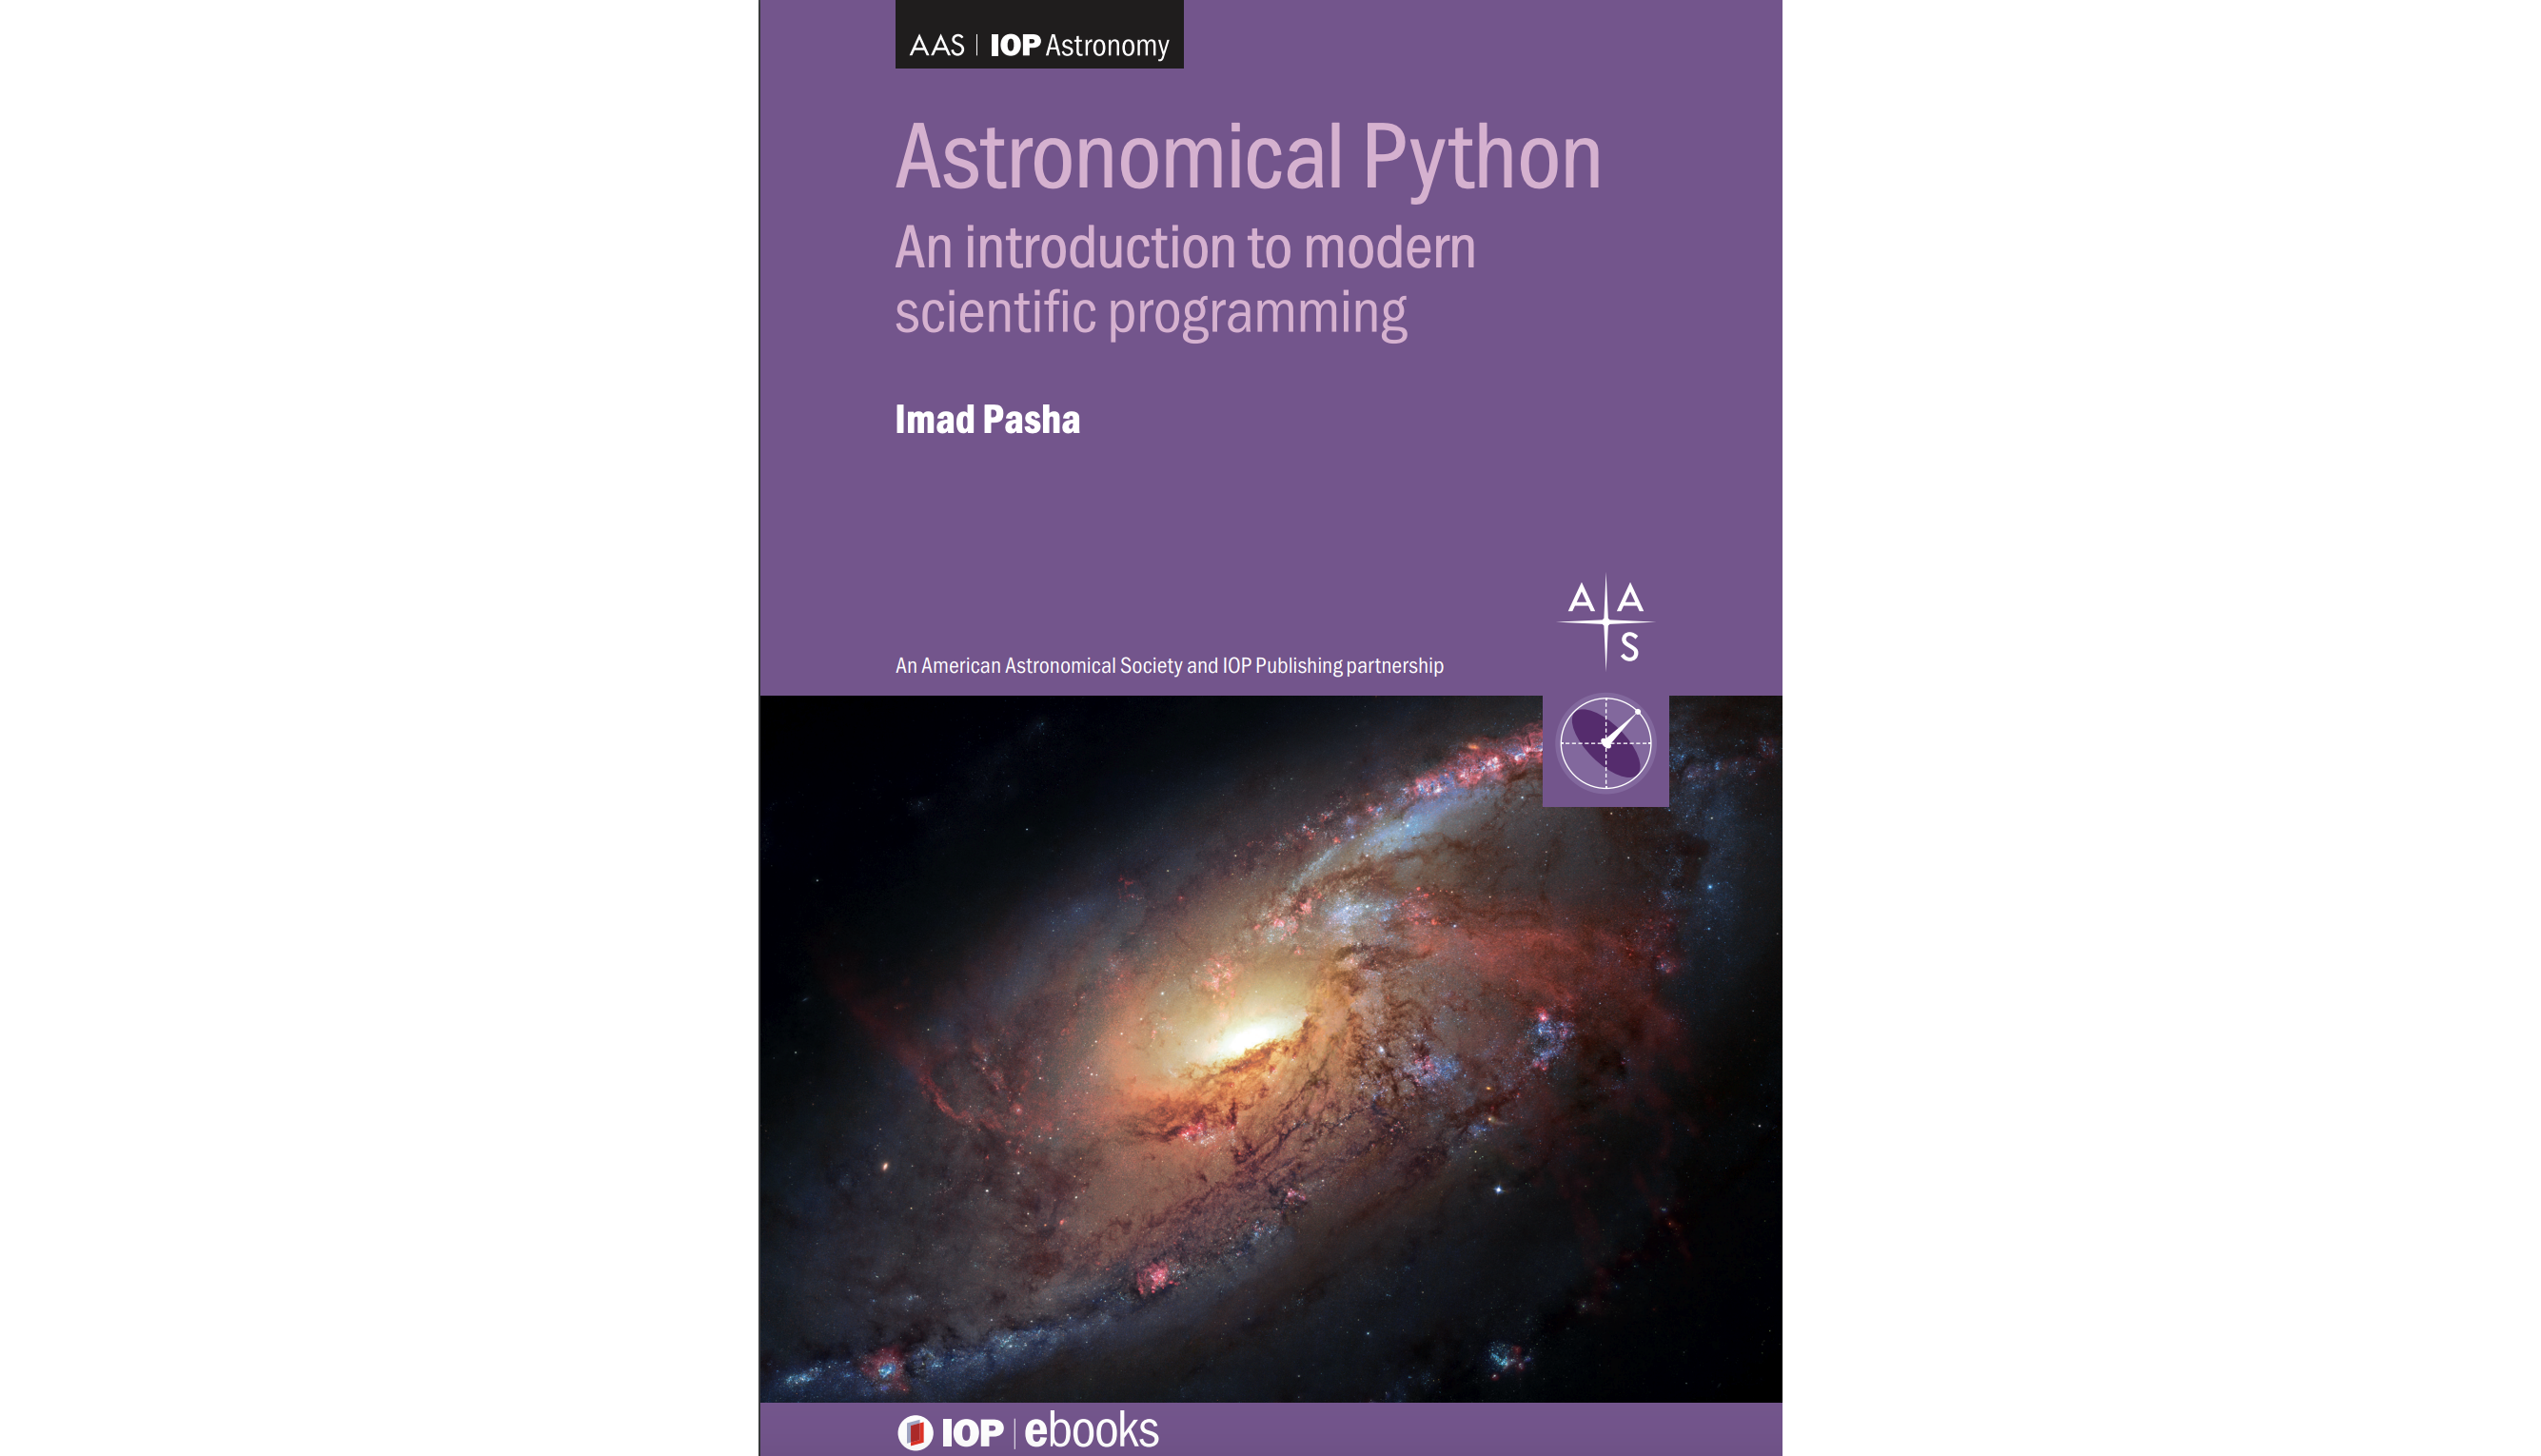 AAS | IOP Astronomy
Astronomical Python
An introduction to modern
scientific programming
Imad Pasha
A A
S
An American Astronomical Society and IOP Publishing partnership
IOP | ebooks